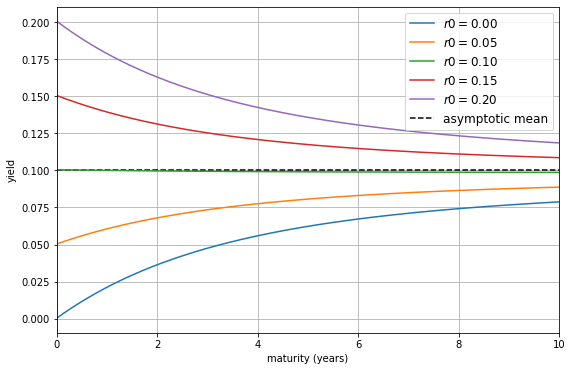 0.200
0.175
0.150
0.125
0.100
0.075
0.050
0.025
0.000
yield
0 2 4 6 8 10
maturity (years)
r0 = 0.00
r0 = 0.05
r0 = 0.10
r0 = 0.15
r0 = 0.20
asymptotic mean